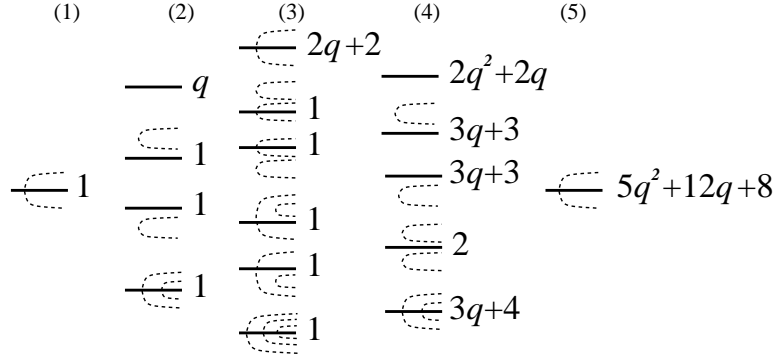 (1) (2) (3) (4) (5)
2q+2
2q²+2q
q
1
3q+3
1
1
3q+3
1
1
5q²+12q+8
1
1
2
1
1
3q+4
1